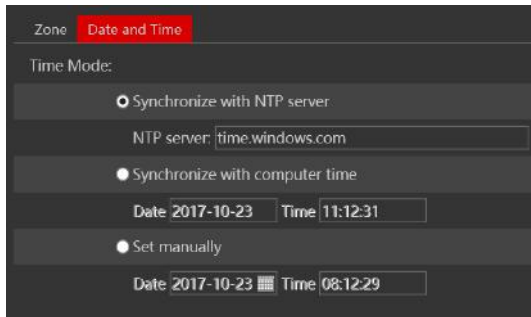 Zone Date and Time
Time Mode:
Synchronize with NTP server
NTP server: time.windows.com
Synchronize with computer time
Date 2017-10-23 Time 11:12:31
Set manually
Date 2017-10-23 Time 08:12:29